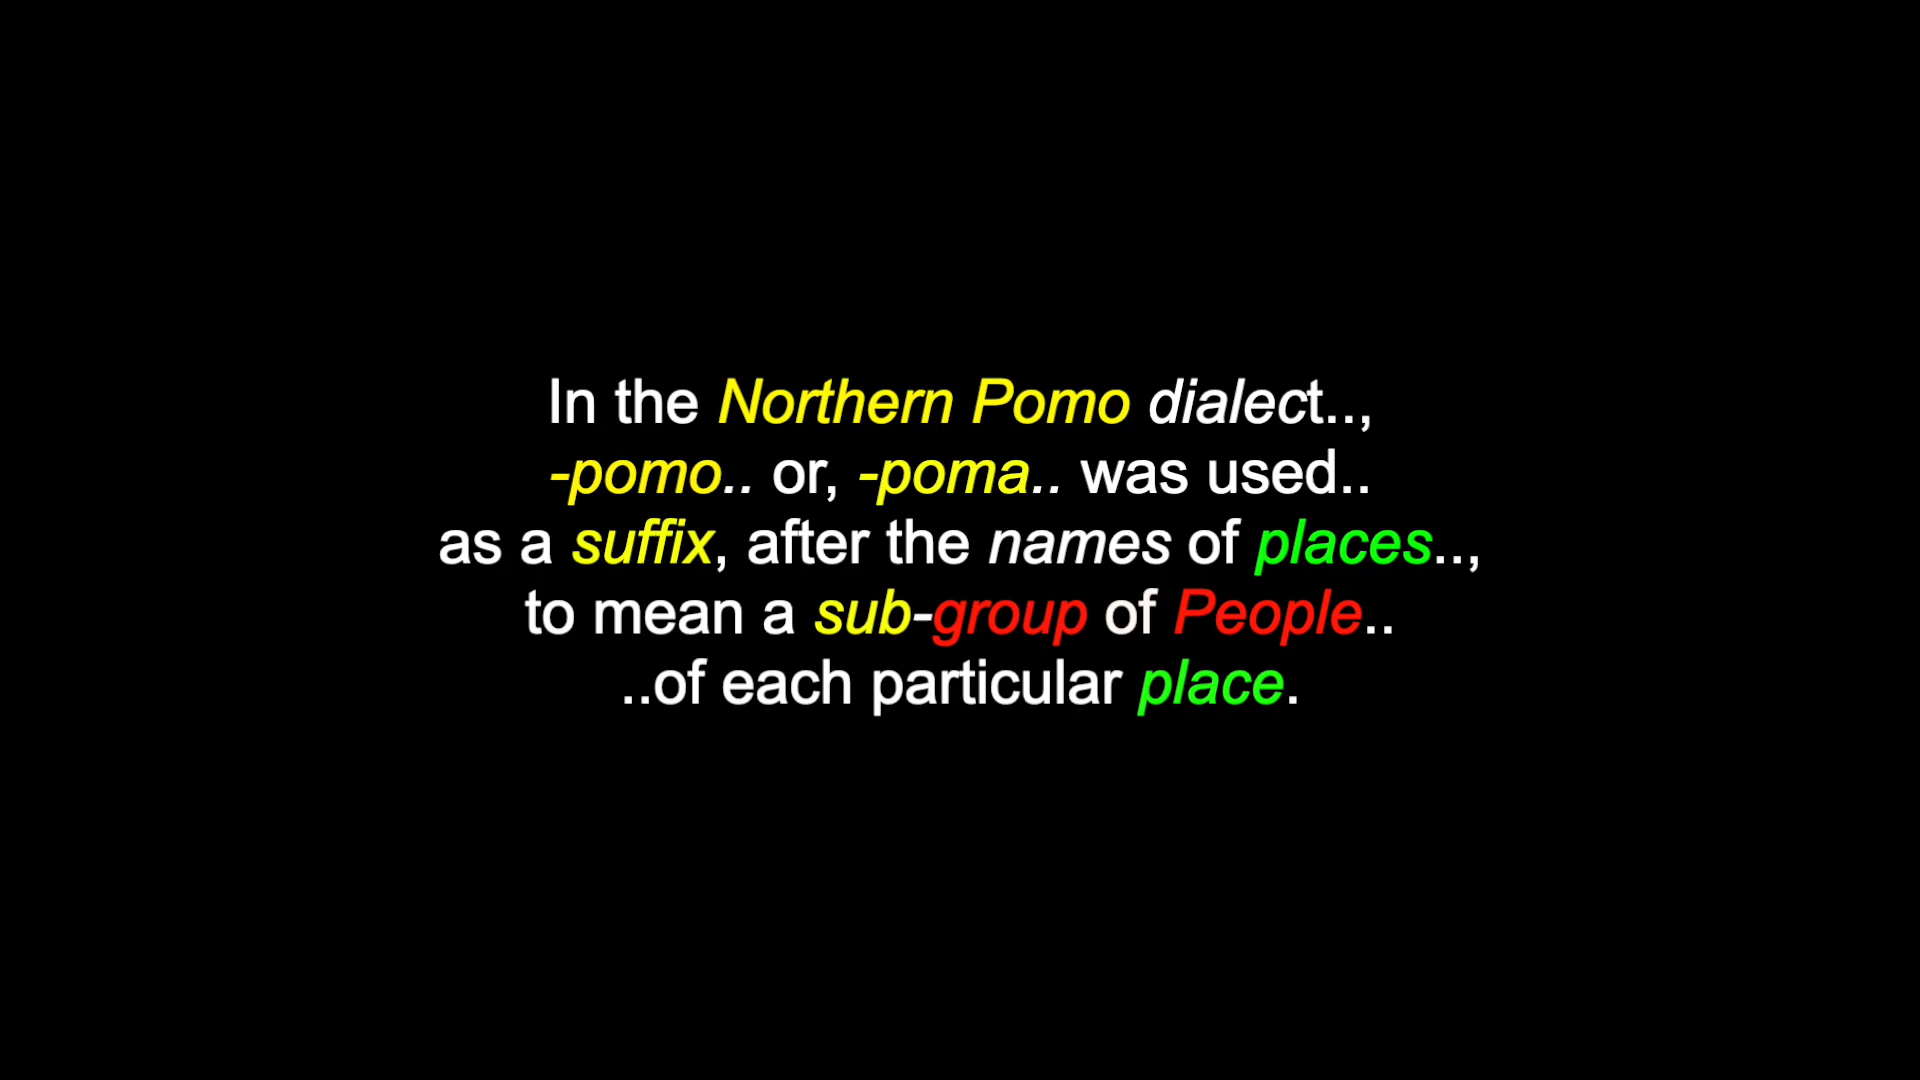 In the Northern Pomo dialect..,
-pomo.. or, -poma.. was used..
as a suffix, after the names of places..,
to mean a sub-group of People..
..of each particular place.